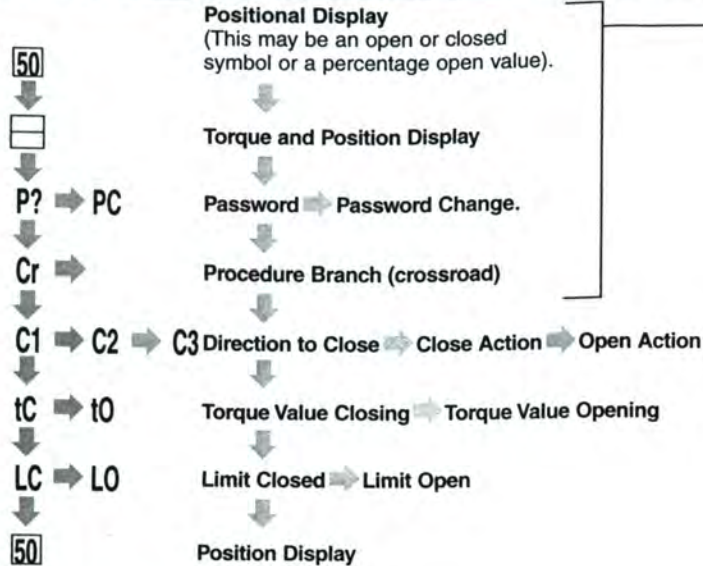 Positional Display
(This may be an open or closed
symbol or a percentage open value).
50
Torque and Position Display
P? PC Password Password Change.
Cr Procedure Branch (crossroad)
C1 C2 C3 Direction to Close Close Action Open Action
tC tO Torque Value Closing Torque Value Opening
LC LO Limit Closed Limit Open
50 Position Display